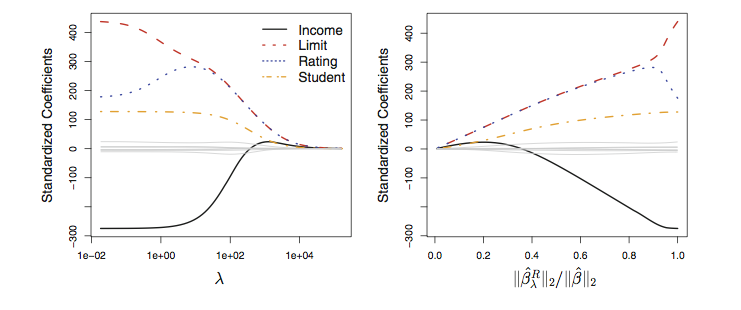 Standardized Coefficients
400
300
200
100
0
−100
−300
1e−02
1e+00
1e+02
1e+04
λ
Income
Limit
Rating
Student
Standardized Coefficients
400
300
200
100
0
−100
−300
0.0
0.2
0.4
0.6
0.8
1.0
‖β̂λᴿ‖₂/‖β̂‖₂